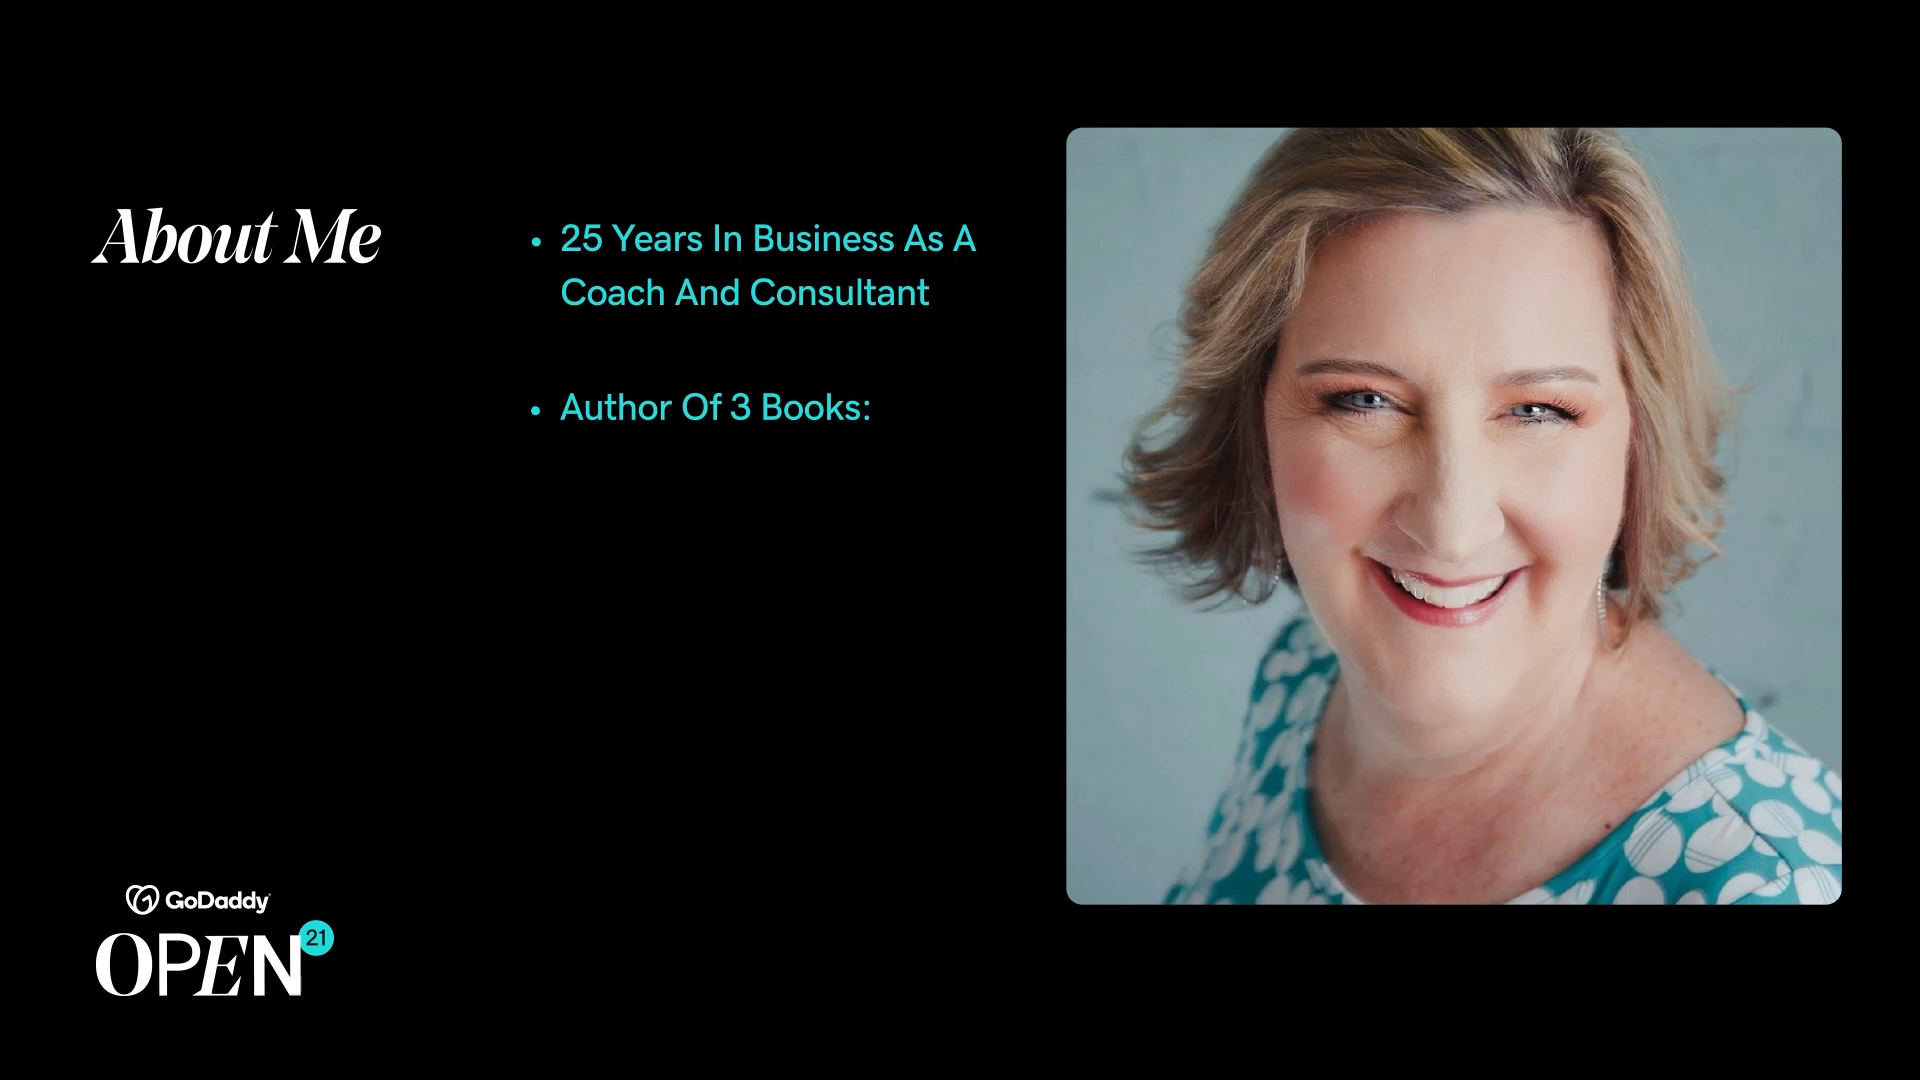 About Me
• 25 Years In Business As A
Coach And Consultant
• Author Of 3 Books:
GoDaddy
OPEN 21